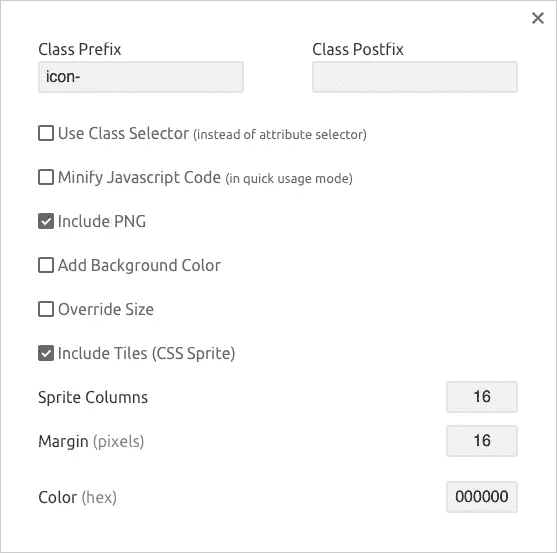 Class Prefix
Class Postfix
icon-
Use Class Selector (instead of attribute selector)
Minify Javascript Code (in quick usage mode)
Include PNG
Add Background Color
Override Size
Include Tiles (CSS Sprite)
Sprite Columns 16
Margin (pixels) 16
Color (hex) 000000